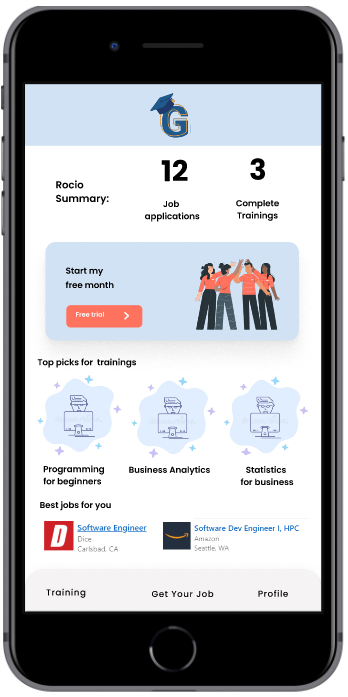 G
12
3
Rocio
Summary:
Job
applications
Complete
Trainings
Start my
free month
Free trial
Top picks for trainings
Programming
for beginners
Business Analytics
Statistics
for business
Best jobs for you
D
Software Engineer
Dice
Carlsbad, CA
Software Dev Engineer I, HPC
Amazon
Seattle, WA
Training
Get Your Job
Profile